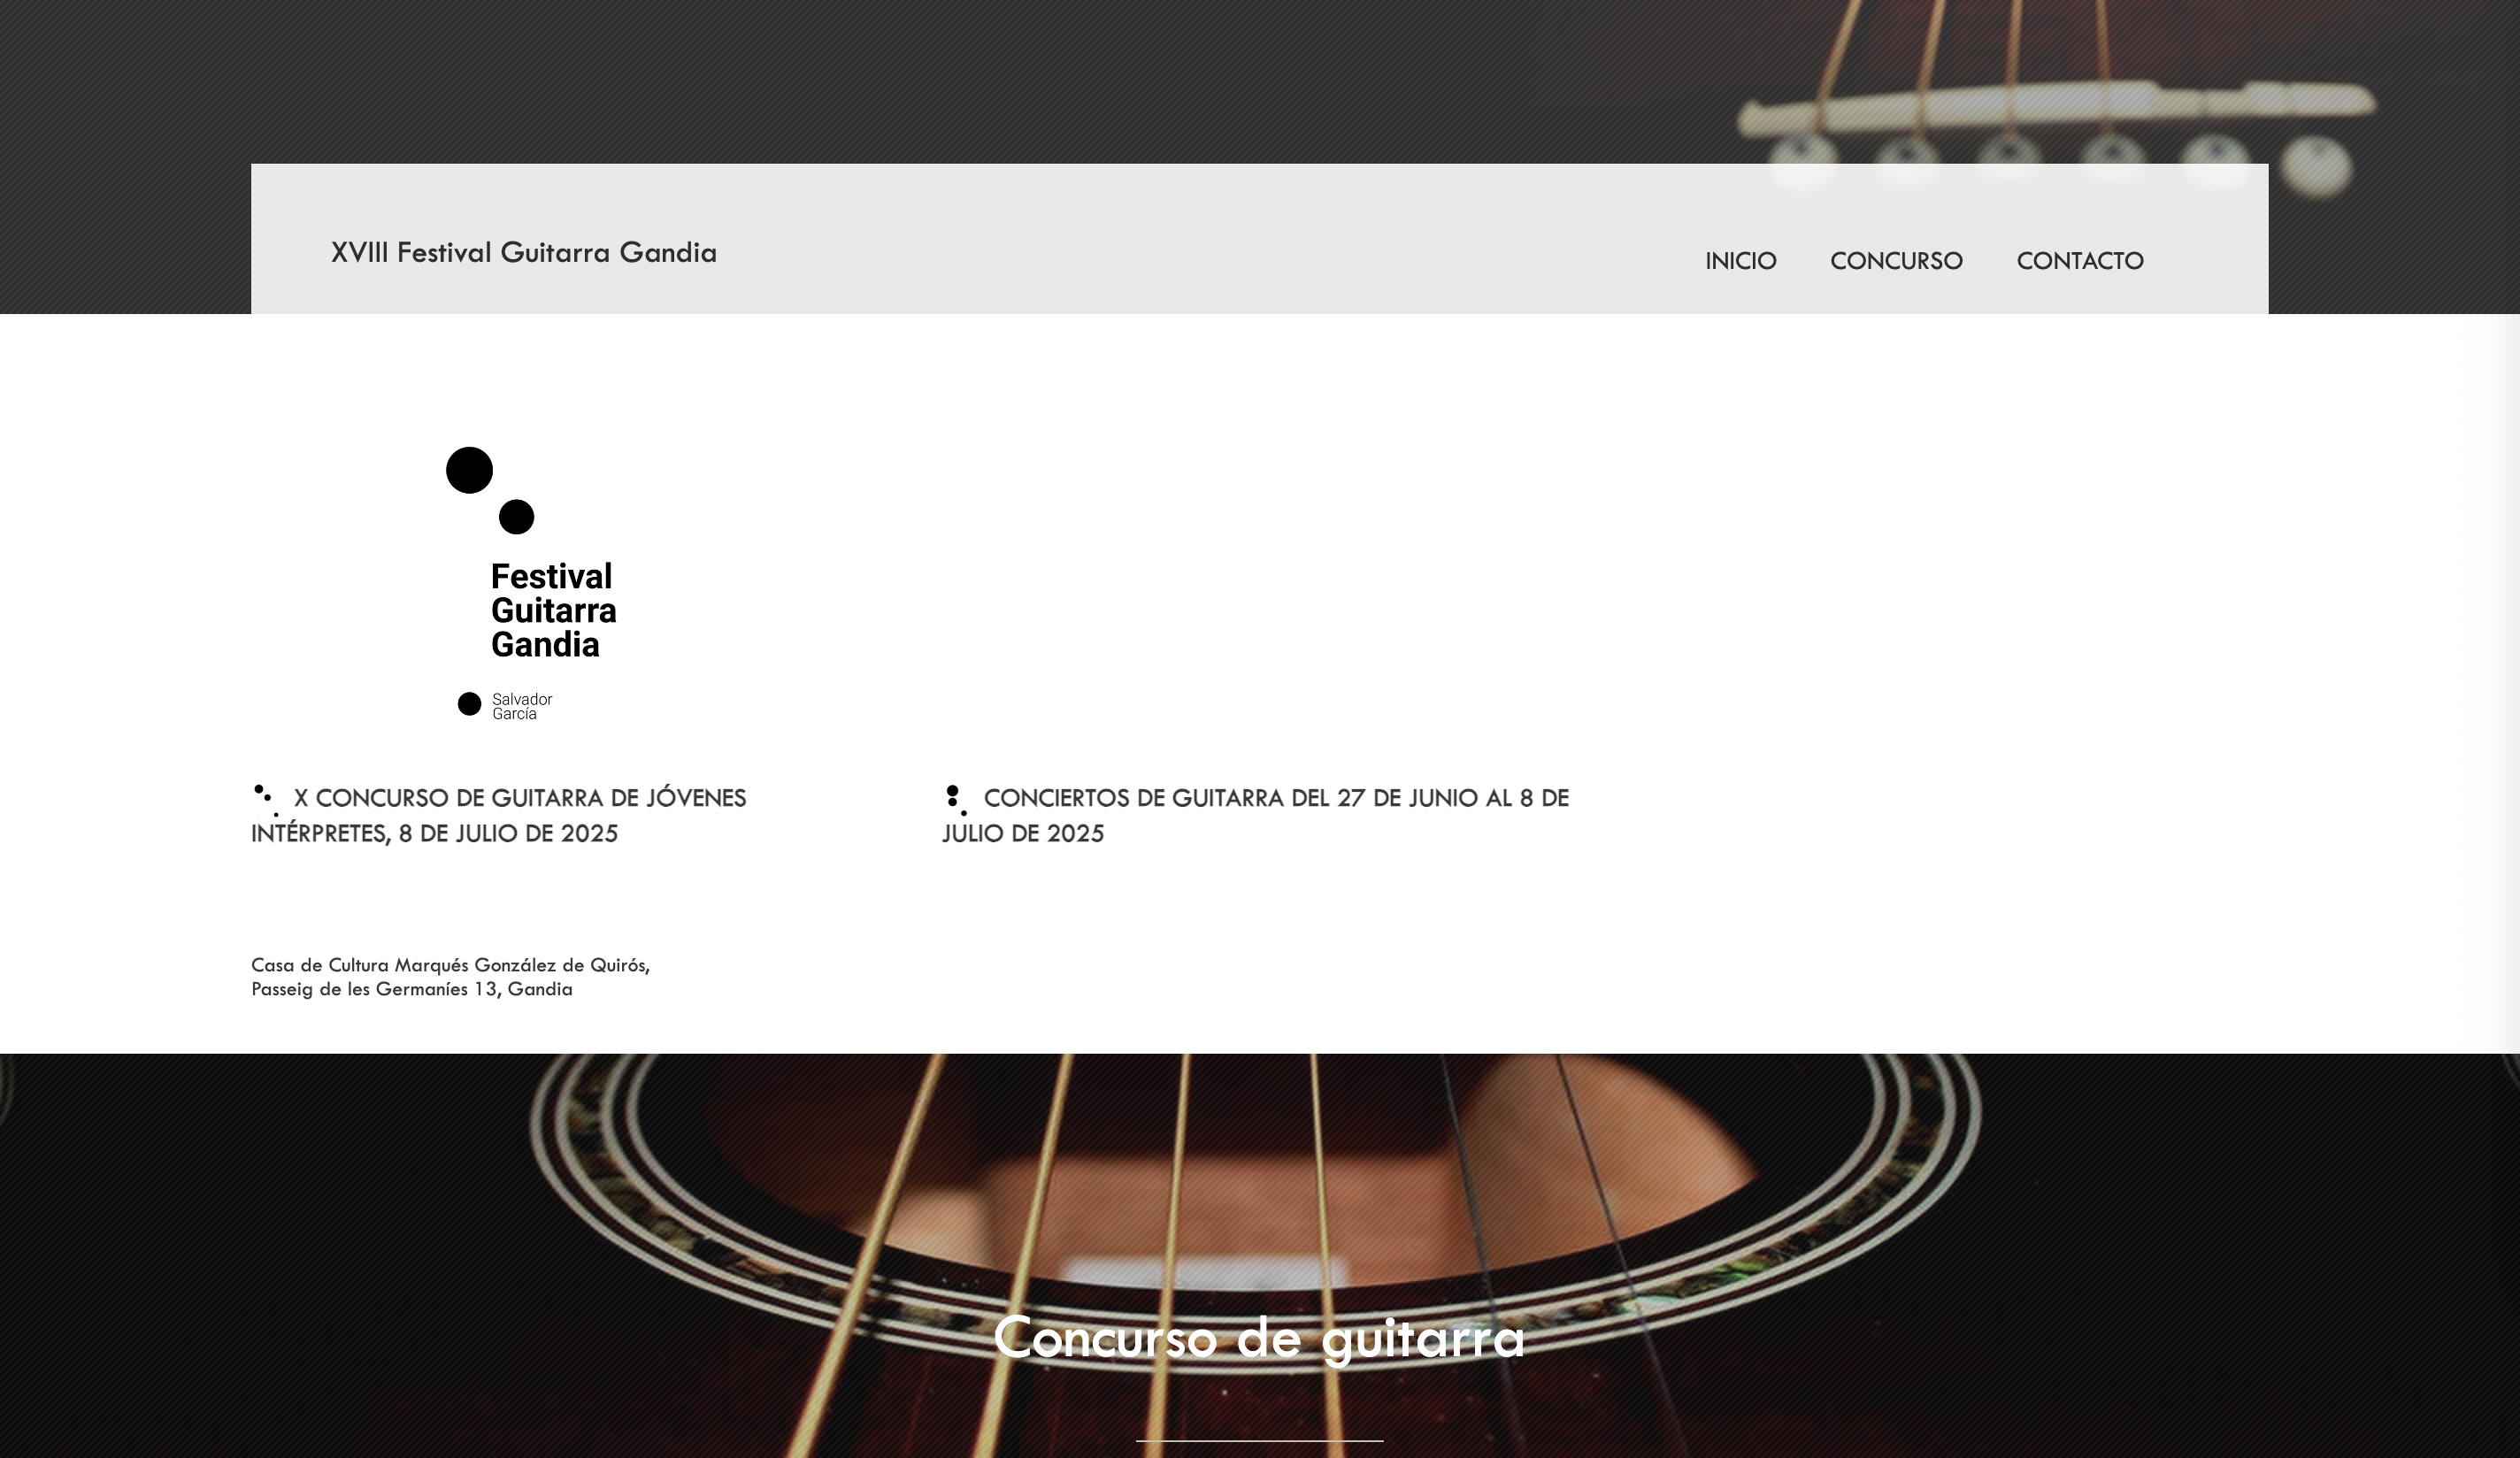 XVIII Festival Guitarra Gandia
INICIO CONCURSO CONTACTO
Festival
Guitarra
Gandia
Salvador
García
X CONCURSO DE GUITARRA DE JÓVENES
INTÉRPRETES, 8 DE JULIO DE 2025
CONCIERTOS DE GUITARRA DEL 27 DE JUNIO AL 8 DE
JULIO DE 2025
Casa de Cultura Marqués González de Quirós,
Passeig de les Germaníes 13, Gandia
Concurso de guitarra